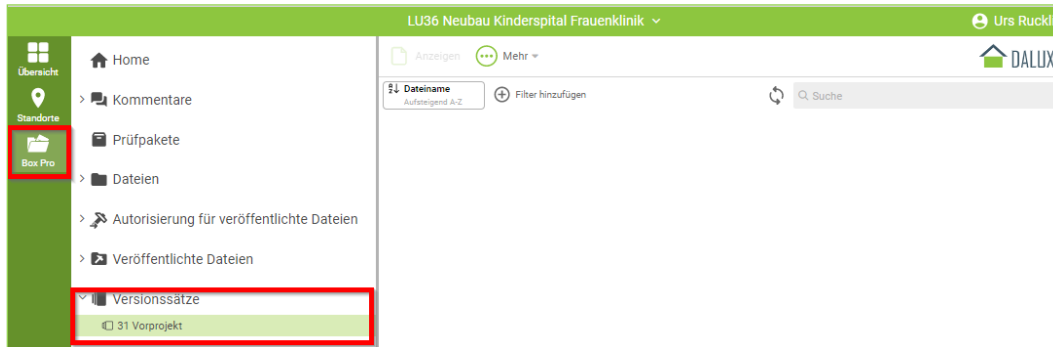 LU36 Neubau Kinderspital Frauenklinik
Urs Ruckli
Übersicht
Standorte
Box Pro
Home
Kommentare
Prüfpakete
Dateien
Autorisierung für veröffentlichte Dateien
Veröffentlichte Dateien
Versionssätze
31 Vorprojekt
Anzeigen
Mehr
DALUX
Dateiname
Aufsteigend A-Z
Filter hinzufügen
Suche